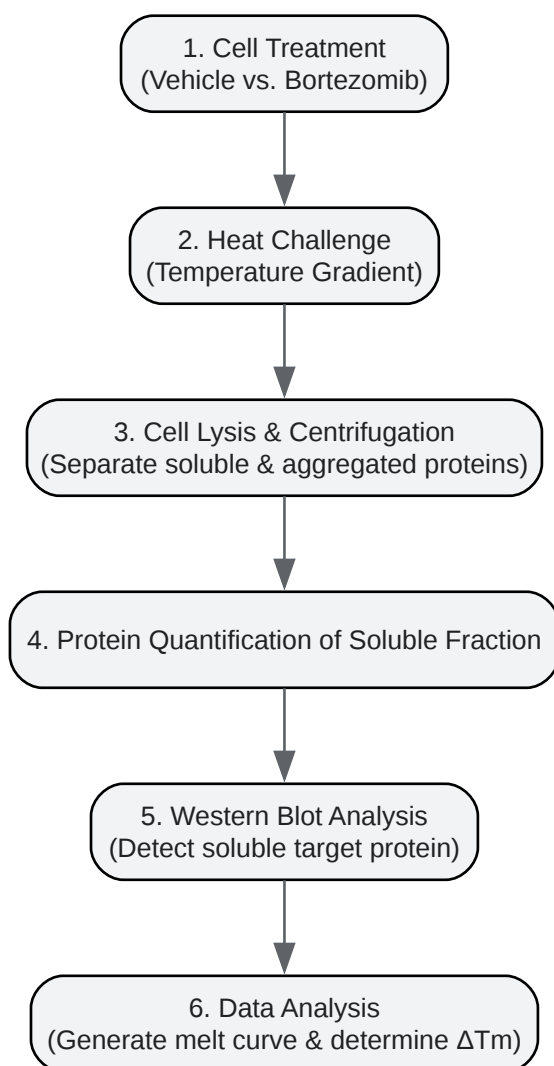 1. Cell Treatment
(Vehicle vs. Bortezomib)
2. Heat Challenge
(Temperature Gradient)
3. Cell Lysis & Centrifugation
(Separate soluble & aggregated proteins)
4. Protein Quantification of Soluble Fraction
5. Western Blot Analysis
(Detect soluble target protein)
6. Data Analysis
(Generate melt curve & determine ΔTm)